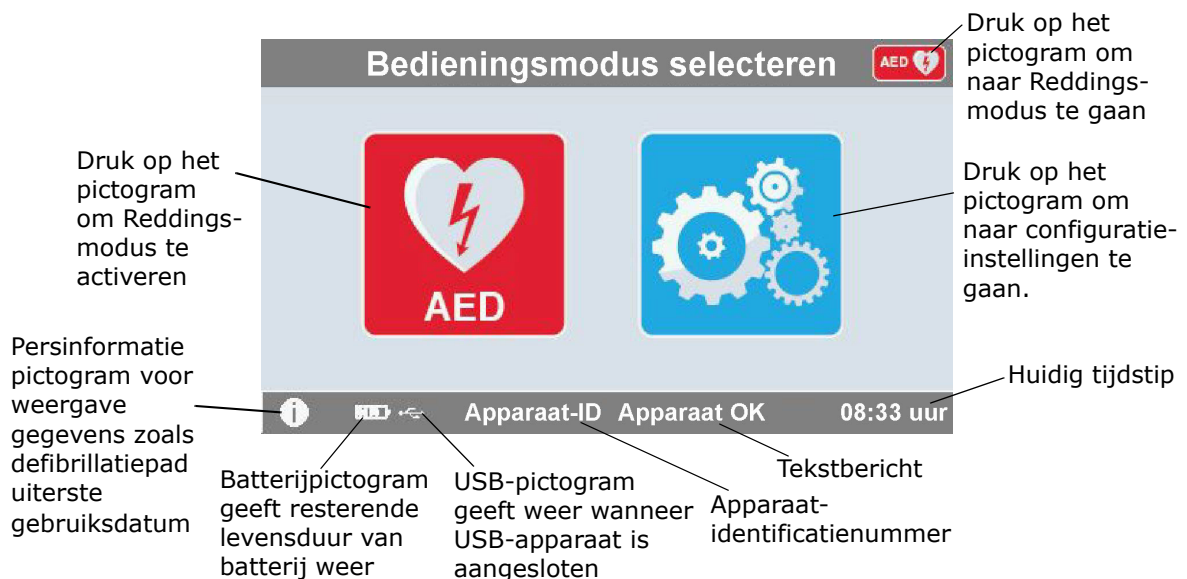 Druk op het
pictogram om
naar Reddings-
modus te gaan
Bedieningsmodus selecteren
AED
Druk op het
pictogram
om Reddings-
modus te
activeren
AED
Druk op het
pictogram om
naar configuratie-
instellingen te
gaan.
Persinformatie
pictogram voor
weergave
gegevens zoals
defibrillatiepad
uiterste
gebruiksdatum
Huidig tijdstip
Apparaat-ID Apparaat OK 08:33 uur
Batterijpictogram
geeft resterende
levensduur van
batterij weer
USB-pictogram
geeft weer wanneer
USB-apparaat is
aangesloten
Apparaat-
identificatienummer
Tekstbericht